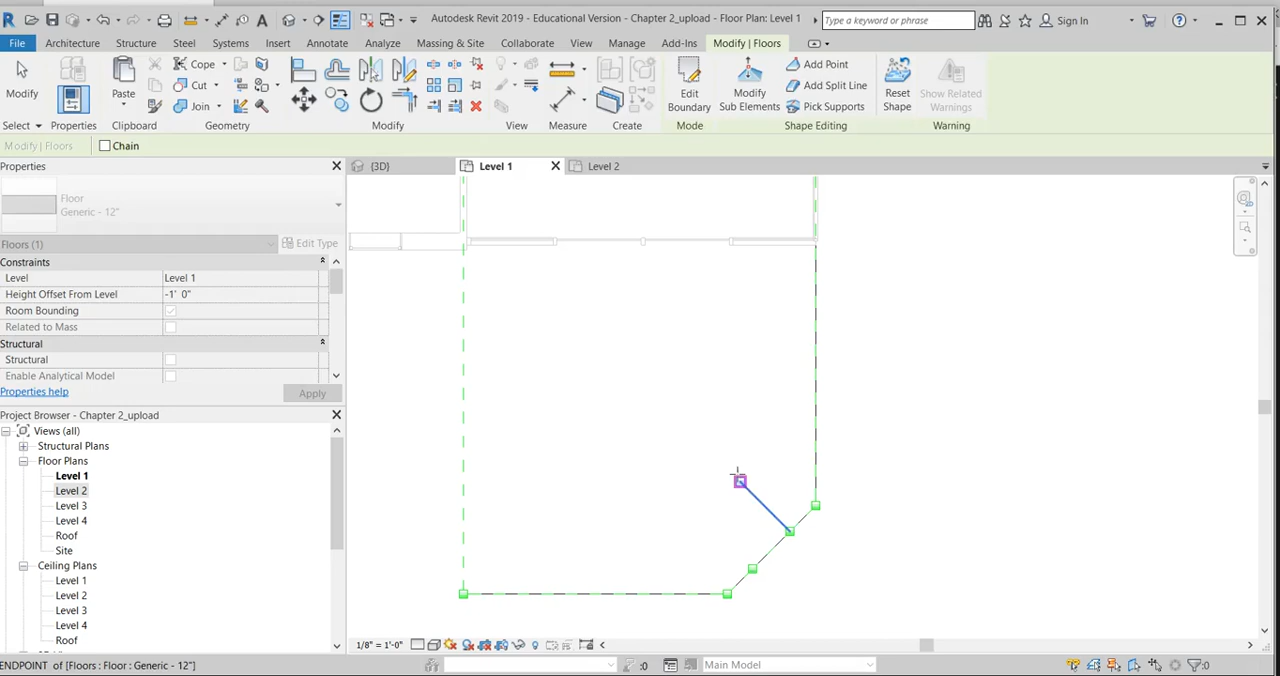 Autodesk Revit 2019 - Educational Version - Chapter 2_upload - Floor Plan: Level 1
Type a keyword or phrase
Sign In
File Architecture Structure Steel Systems Insert Annotate Analyze Massing & Site Collaborate View Manage Add-Ins Modify | Floors
Modify
Paste
Cope
Cut
Join
Edit
Boundary
Modify
Sub Elements
Add Point
Add Split Line
Pick Supports
Reset
Shape
Show Related
Warnings
Select Properties Clipboard Geometry Modify View Measure Create Mode Shape Editing Warning
Modify | Floors Chain
Properties
{3D} Level 1 Level 2
Floor
Generic - 12"
Floors (1) Edit Type
Constraints
Level Level 1
Height Offset From Level -1' 0"
Room Bounding
Related to Mass
Structural
Structural
Enable Analytical Model
Properties help Apply
Project Browser - Chapter 2_upload
Views (all)
Structural Plans
Floor Plans
Level 1
Level 2
Level 3
Level 4
Roof
Site
Ceiling Plans
Level 1
Level 2
Level 3
Level 4
Roof
1/8" = 1'-0"
ENDPOINT of [Floors : Floor : Generic - 12"] :0 Main Model :0